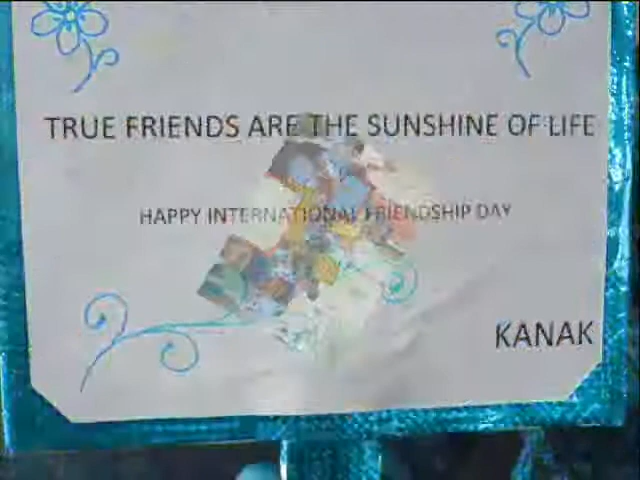 TRUE FRIENDS ARE THE SUNSHINE OF LIFE
HAPPY INTERNATIONAL FRIENDSHIP DAY
KANAK